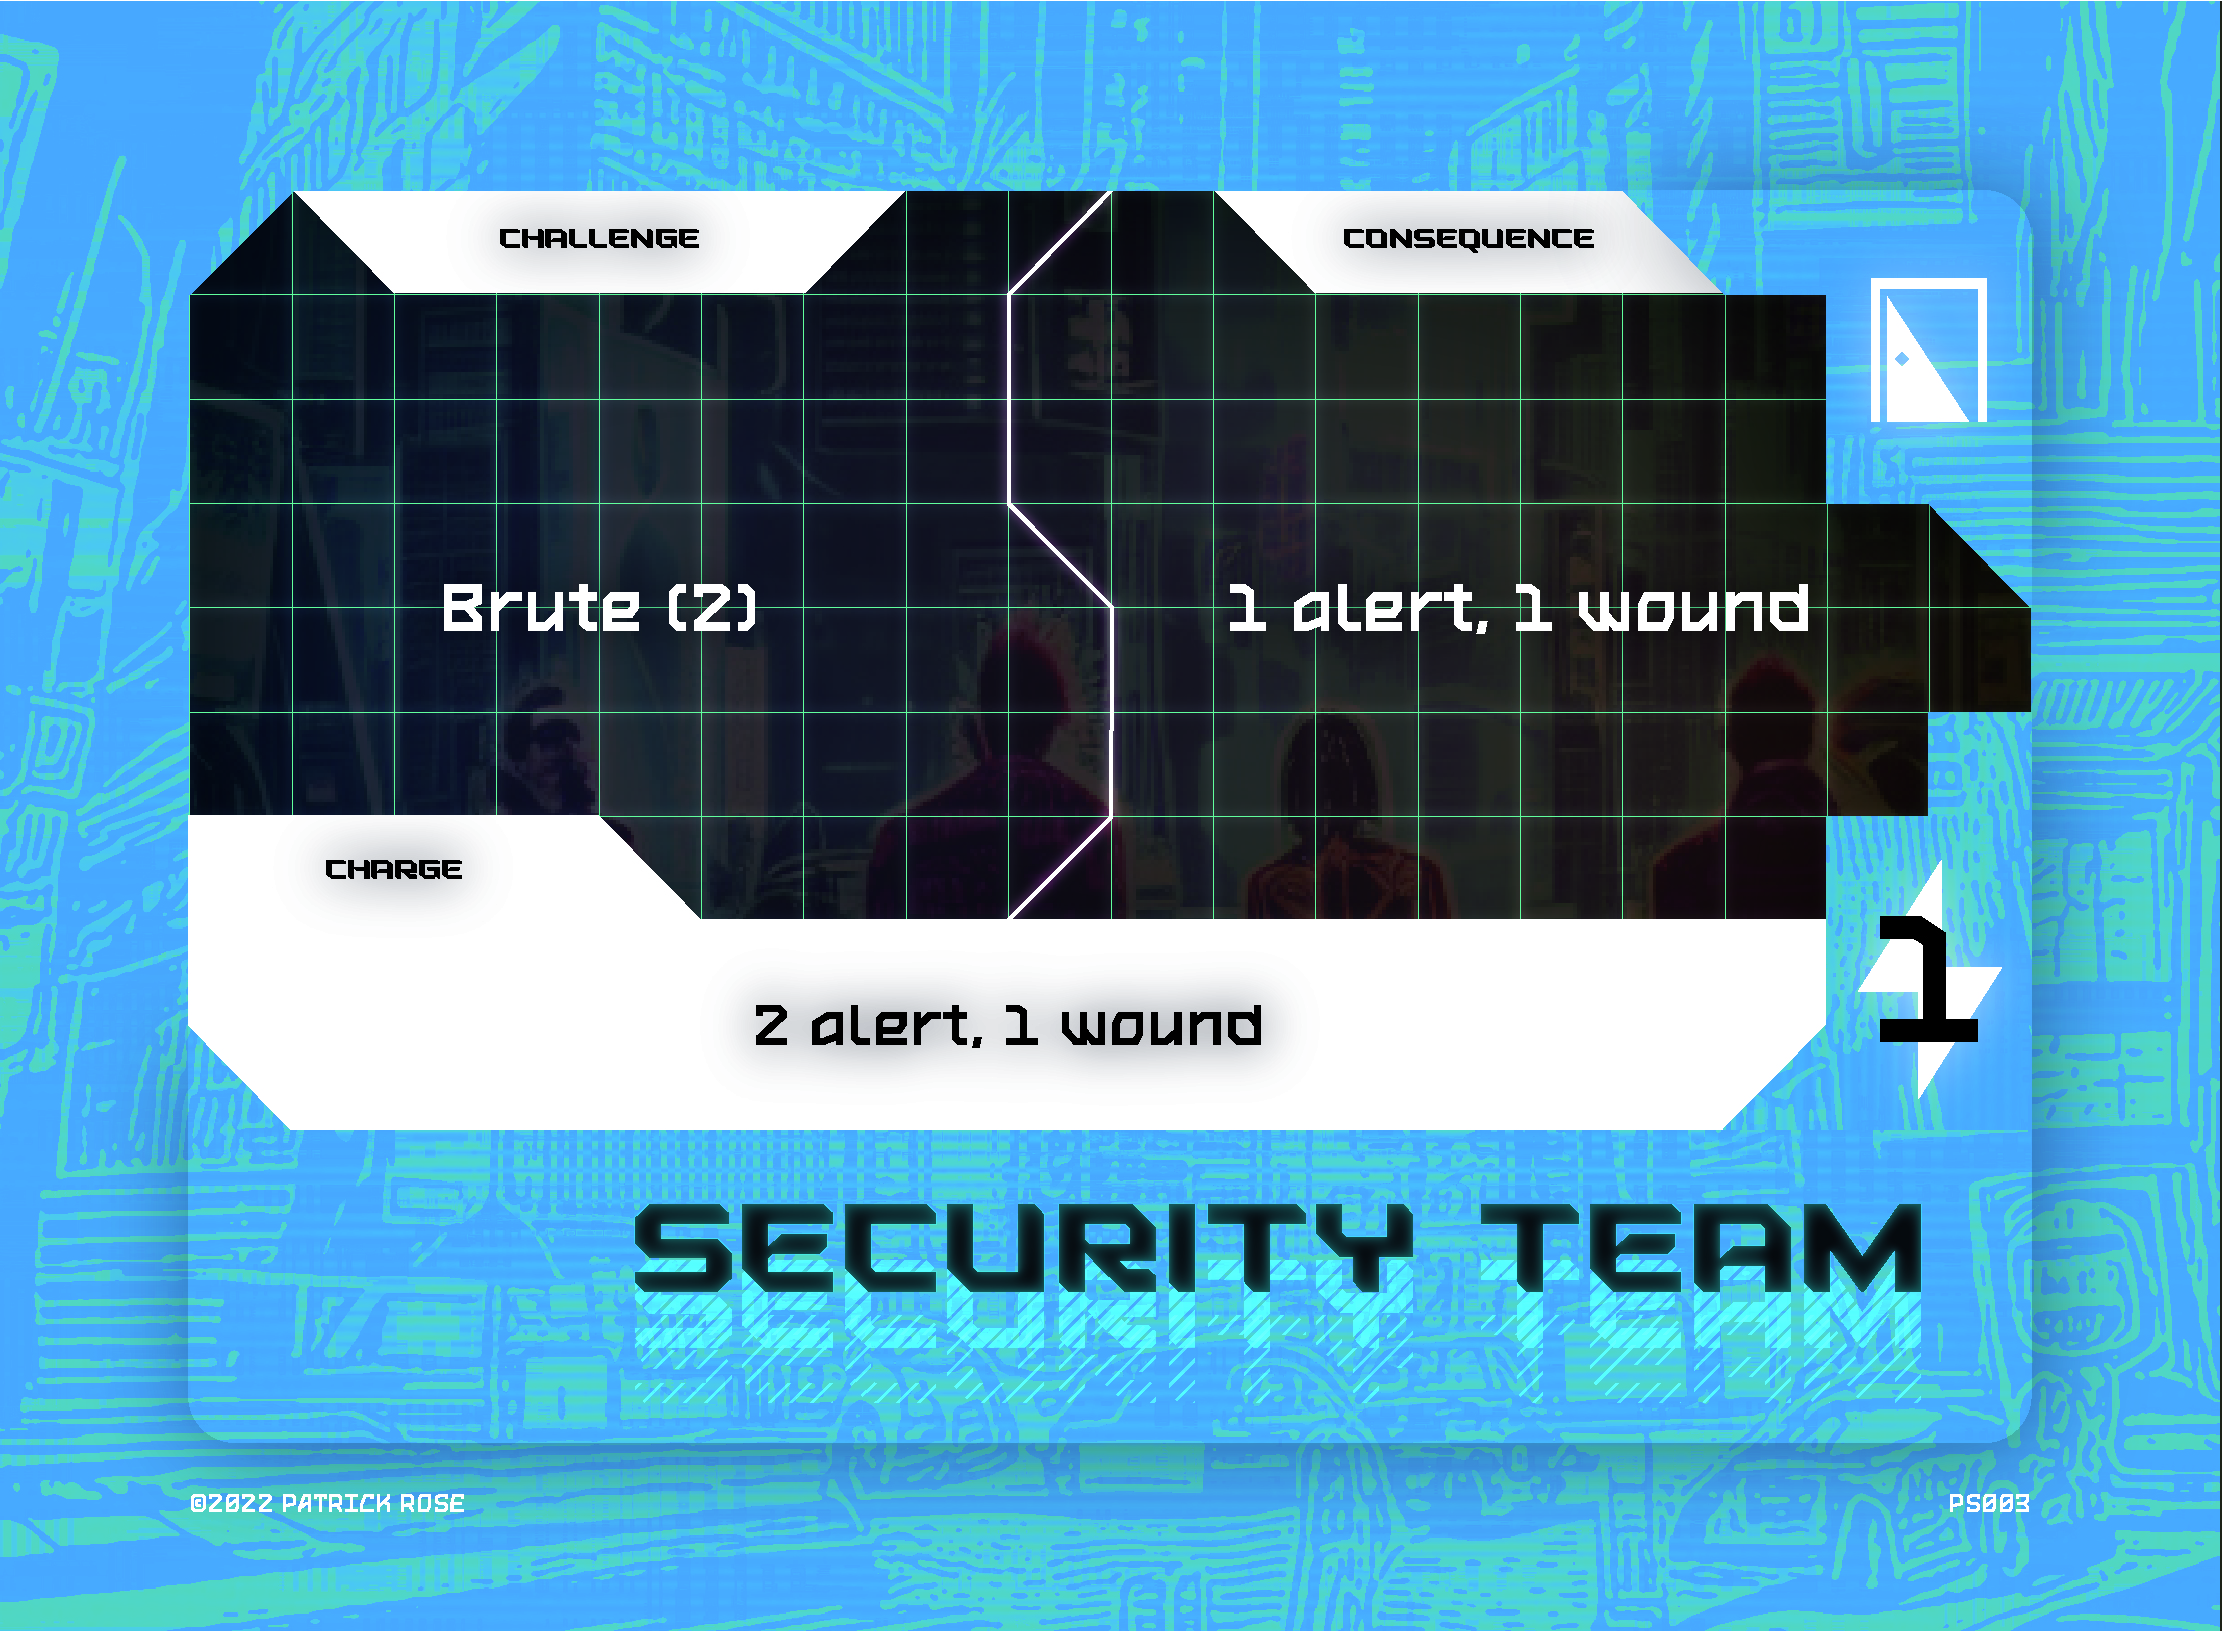 CHALLENGE
CONSEQUENCE
Brute (2)
1 alert, 1 wound
CHARGE
2 alert, 1 wound
1
SECURITY TEAM
©2022 PATRICK ROSE
PS003